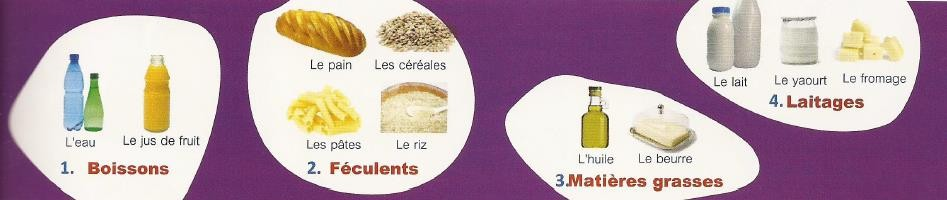 L'eau
Le jus de fruit
1. Boissons
Le pain
Les céréales
Les pâtes
Le riz
2. Féculents
L'huile
Le beurre
3.Matières grasses
Le lait
Le yaourt
Le fromage
4. Laitages